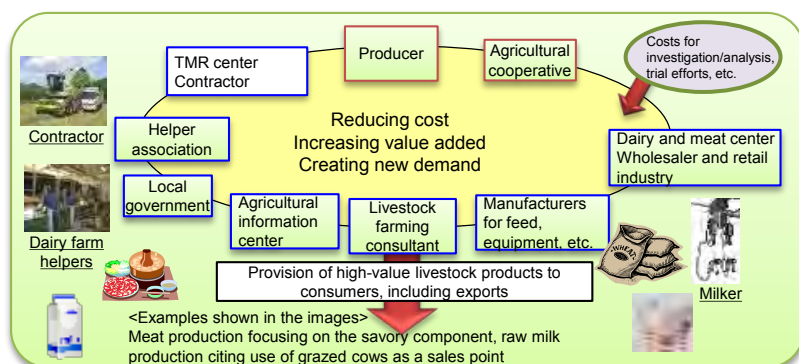 Producer
Agricultural
cooperative
Costs for
investigation/analysis,
trial efforts, etc.
TMR center
Contractor
Contractor
Helper
association
Reducing cost
Increasing value added
Creating new demand
Dairy and meat center
Wholesaler and retail
industry
Local
government
Agricultural
information
center
Livestock
farming
consultant
Manufacturers
for feed,
equipment, etc.
Dairy farm
helpers
WHEAT
Milker
Provision of high-value livestock products to
consumers, including exports
<Examples shown in the images>
Meat production focusing on the savory component, raw milk
production citing use of grazed cows as a sales point